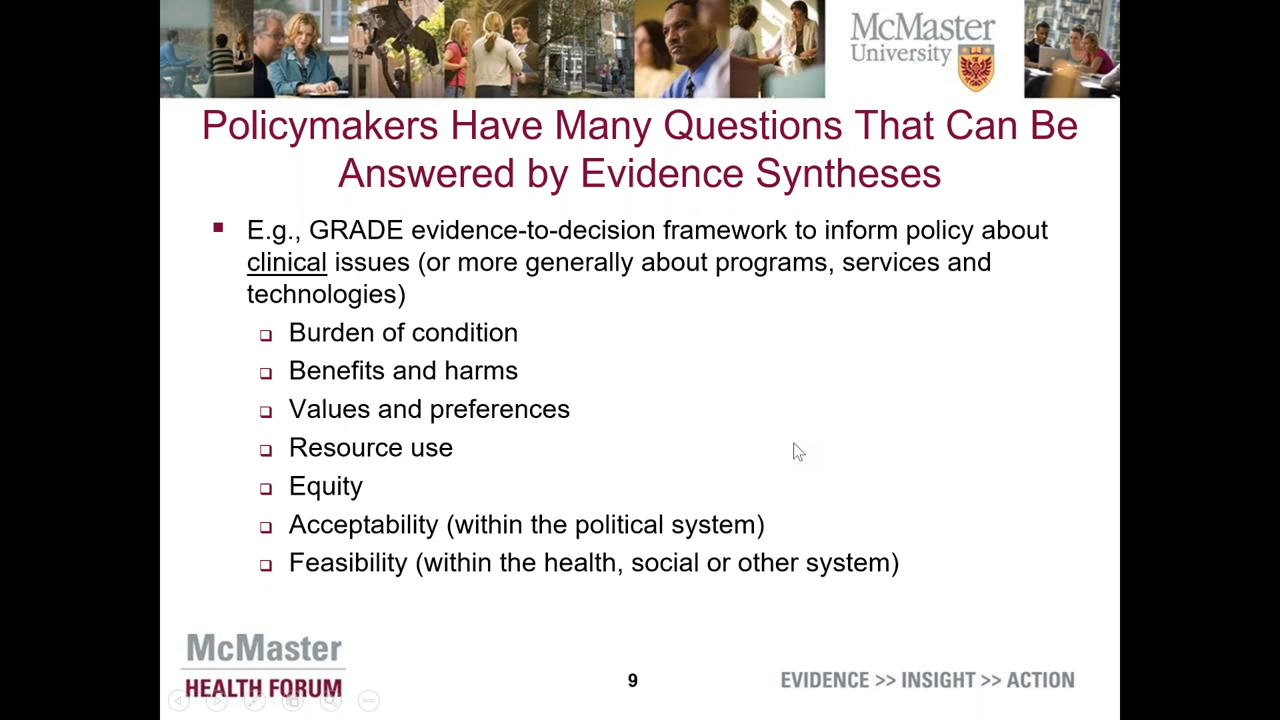 McMaster
University
Policymakers Have Many Questions That Can Be
Answered by Evidence Syntheses
E.g., GRADE evidence-to-decision framework to inform policy about
clinical issues (or more generally about programs, services and
technologies)
Burden of condition
Benefits and harms
Values and preferences
Resource use
Equity
Acceptability (within the political system)
Feasibility (within the health, social or other system)
McMaster
HEALTH FORUM
9
EVIDENCE >> INSIGHT >> ACTION